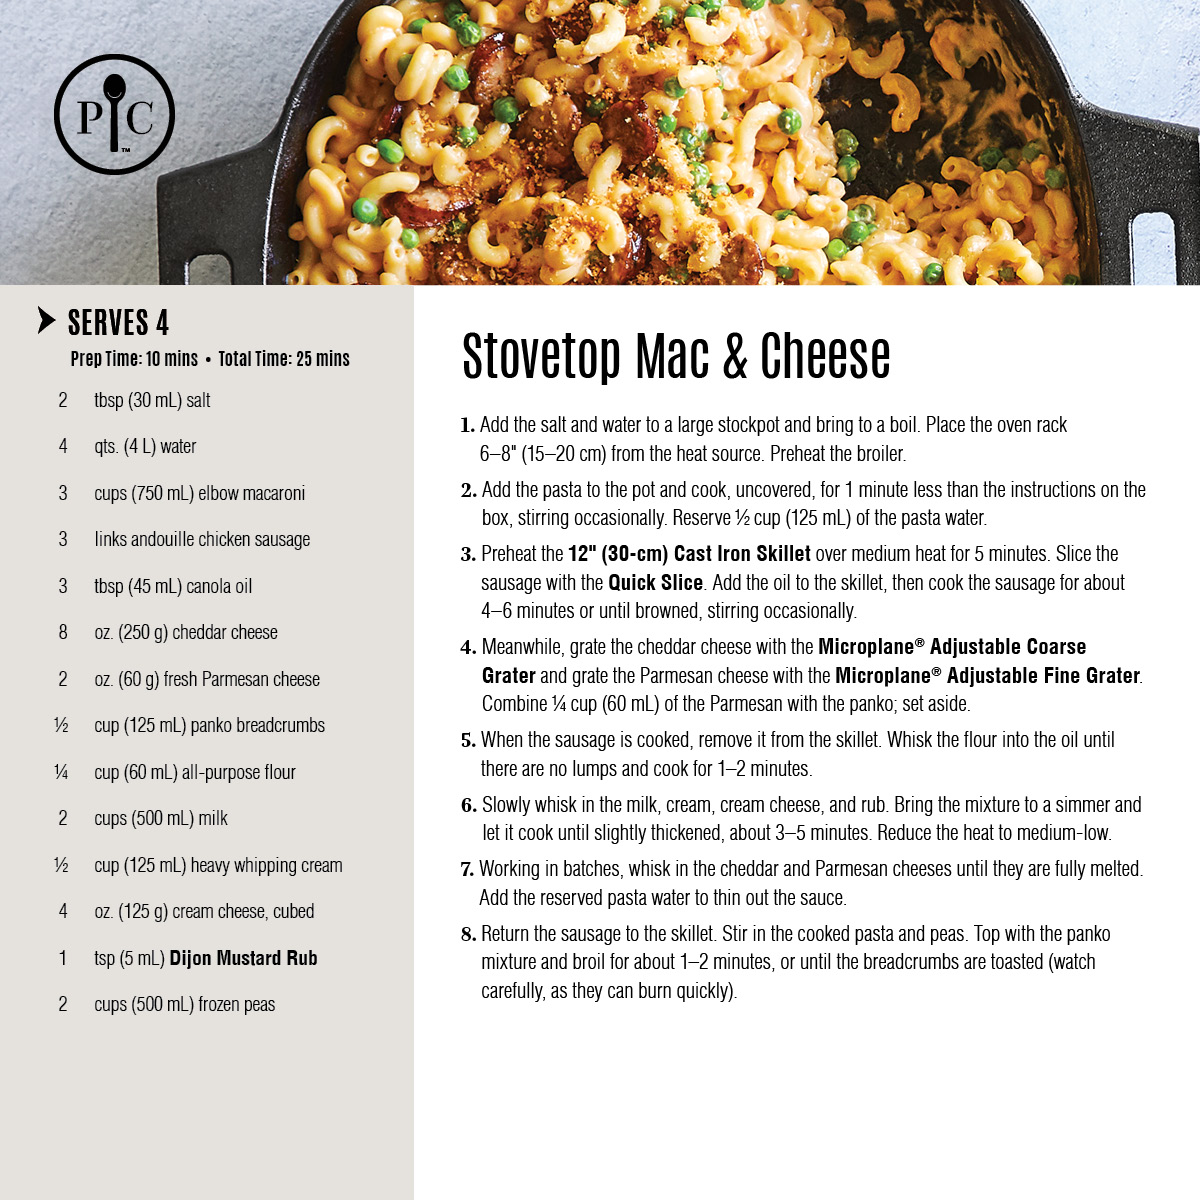 P C
™
SERVES 4
Prep Time: 10 mins • Total Time: 25 mins
2 tbsp (30 mL) salt
4 qts. (4 L) water
3 cups (750 mL) elbow macaroni
3 links andouille chicken sausage
3 tbsp (45 mL) canola oil
8 oz. (250 g) cheddar cheese
2 oz. (60 g) fresh Parmesan cheese
½ cup (125 mL) panko breadcrumbs
¼ cup (60 mL) all-purpose flour
2 cups (500 mL) milk
½ cup (125 mL) heavy whipping cream
4 oz. (125 g) cream cheese, cubed
1 tsp (5 mL) Dijon Mustard Rub
2 cups (500 mL) frozen peas
Stovetop Mac & Cheese
1. Add the salt and water to a large stockpot and bring to a boil. Place the oven rack
6–8" (15–20 cm) from the heat source. Preheat the broiler.
2. Add the pasta to the pot and cook, uncovered, for 1 minute less than the instructions on the
box, stirring occasionally. Reserve ½ cup (125 mL) of the pasta water.
3. Preheat the 12" (30-cm) Cast Iron Skillet over medium heat for 5 minutes. Slice the
sausage with the Quick Slice. Add the oil to the skillet, then cook the sausage for about
4–6 minutes or until browned, stirring occasionally.
4. Meanwhile, grate the cheddar cheese with the Microplane® Adjustable Coarse
Grater and grate the Parmesan cheese with the Microplane® Adjustable Fine Grater.
Combine ¼ cup (60 mL) of the Parmesan with the panko; set aside.
5. When the sausage is cooked, remove it from the skillet. Whisk the flour into the oil until
there are no lumps and cook for 1–2 minutes.
6. Slowly whisk in the milk, cream, cream cheese, and rub. Bring the mixture to a simmer and
let it cook until slightly thickened, about 3–5 minutes. Reduce the heat to medium-low.
7. Working in batches, whisk in the cheddar and Parmesan cheeses until they are fully melted.
Add the reserved pasta water to thin out the sauce.
8. Return the sausage to the skillet. Stir in the cooked pasta and peas. Top with the panko
mixture and broil for about 1–2 minutes, or until the breadcrumbs are toasted (watch
carefully, as they can burn quickly).